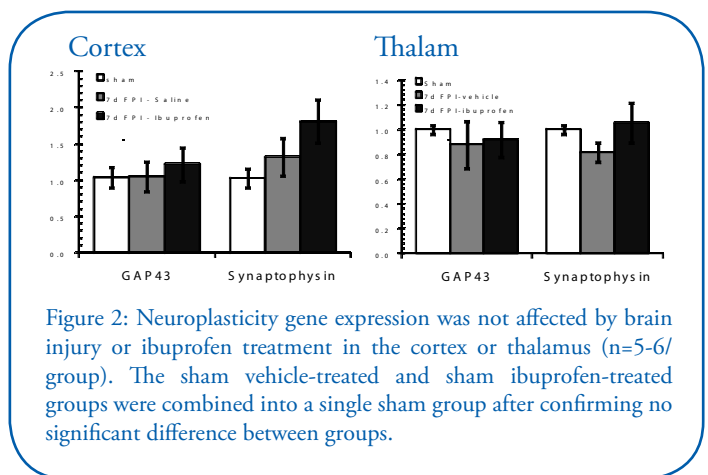 Cortex
Thalam
2.5
2.0
1.5
1.0
0.5
0.0
sham
7d FPI - Saline
7d FPI - Ibuprofen
GAP43 Synaptophysin
1.4
1.2
1.0
0.8
0.6
0.4
0.2
0.0
Sham
7d FPI-vehicle
7d FPI-ibuprofen
GAP43 Synaptophysin
Figure 2: Neuroplasticity gene expression was not affected by brain
injury or ibuprofen treatment in the cortex or thalamus (n=5-6/
group). The sham vehicle-treated and sham ibuprofen-treated
groups were combined into a single sham group after confirming no
significant difference between groups.